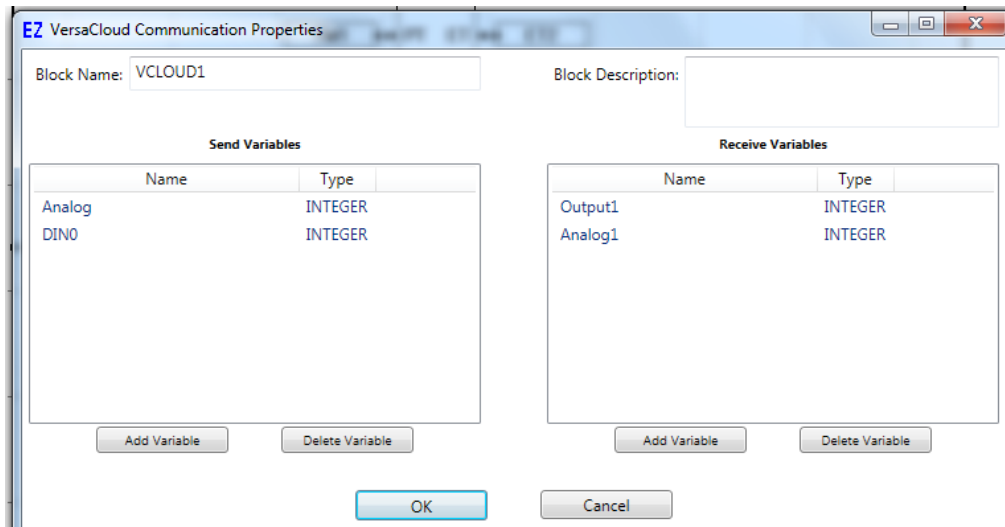 EZ VersaCloud Communication Properties
Block Name: VCLOUD1
Block Description:
Send Variables
Name Type
Analog INTEGER
DIN0 INTEGER
Add Variable Delete Variable
Receive Variables
Name Type
Output1 INTEGER
Analog1 INTEGER
Add Variable Delete Variable
OK Cancel